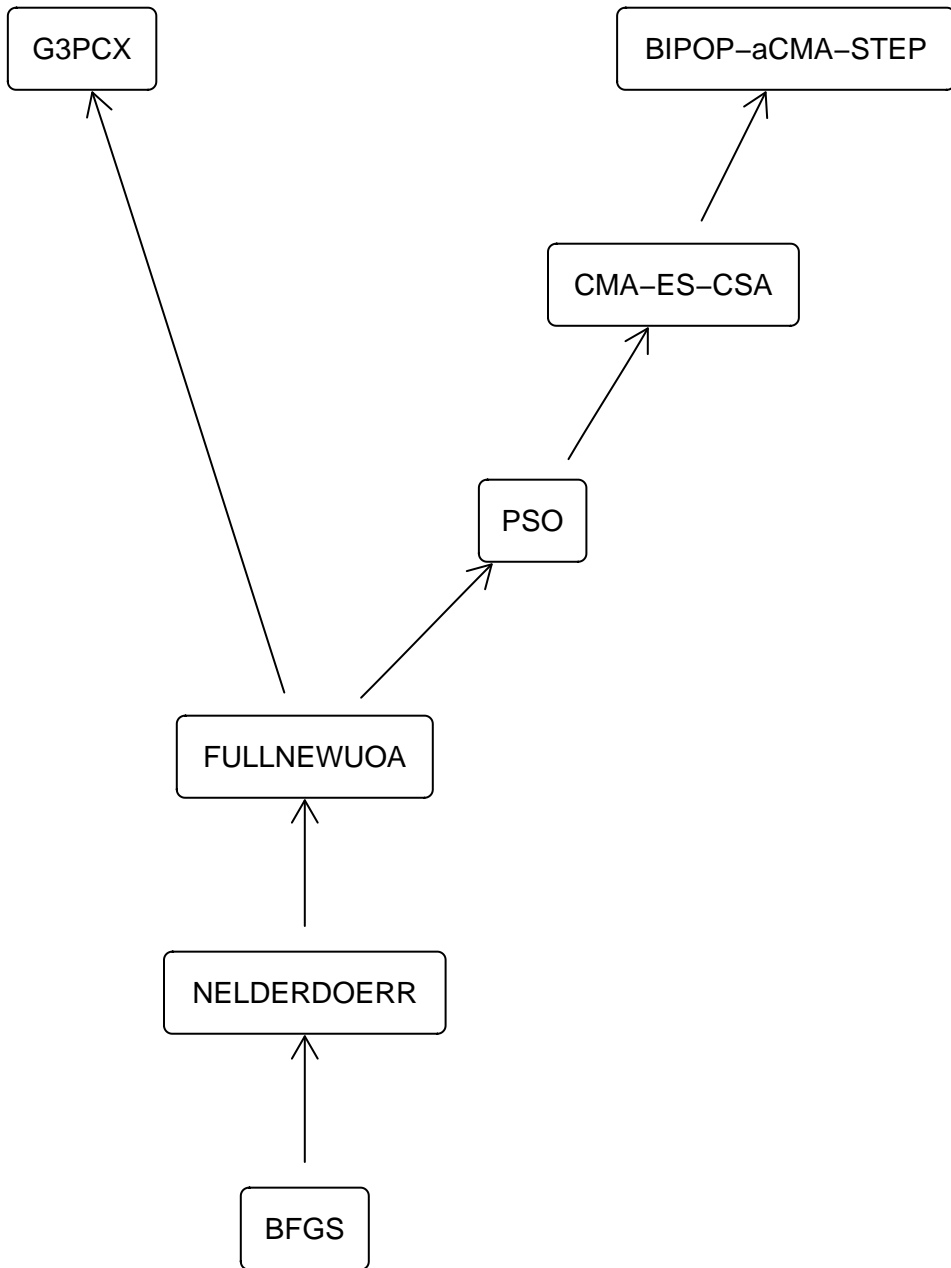 G3PCX
BIPOP−aCMA−STEP
CMA−ES−CSA
PSO
FULLNEWUOA
NELDERDOERR
BFGS